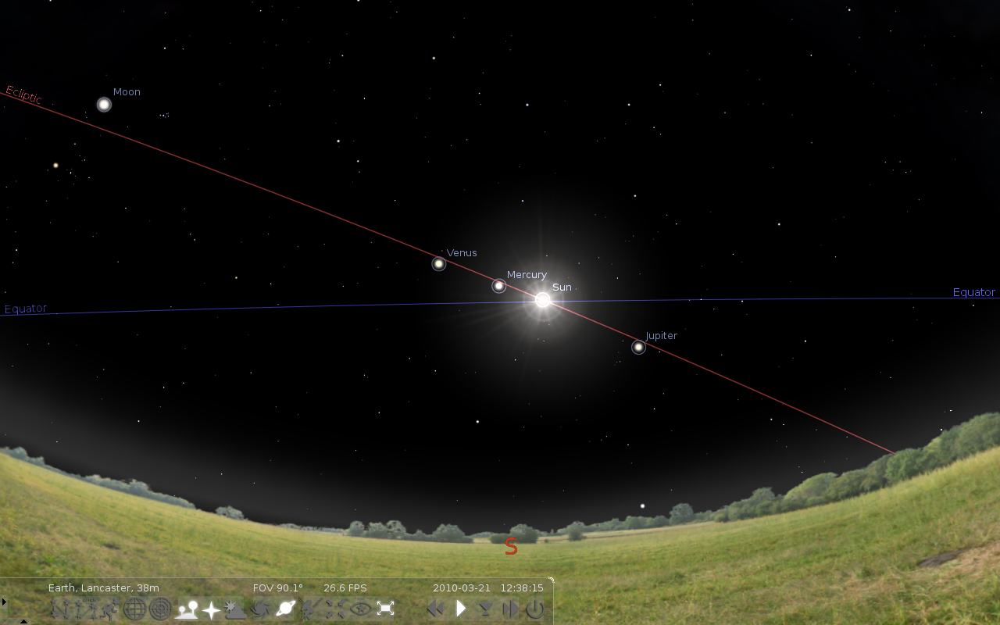 Ecliptic
Moon
Venus
Mercury
Sun
Equator
Equator
Jupiter
S
Earth, Lancaster, 38m FOV 90.1° 26.6 FPS 2010-03-21 12:38:15